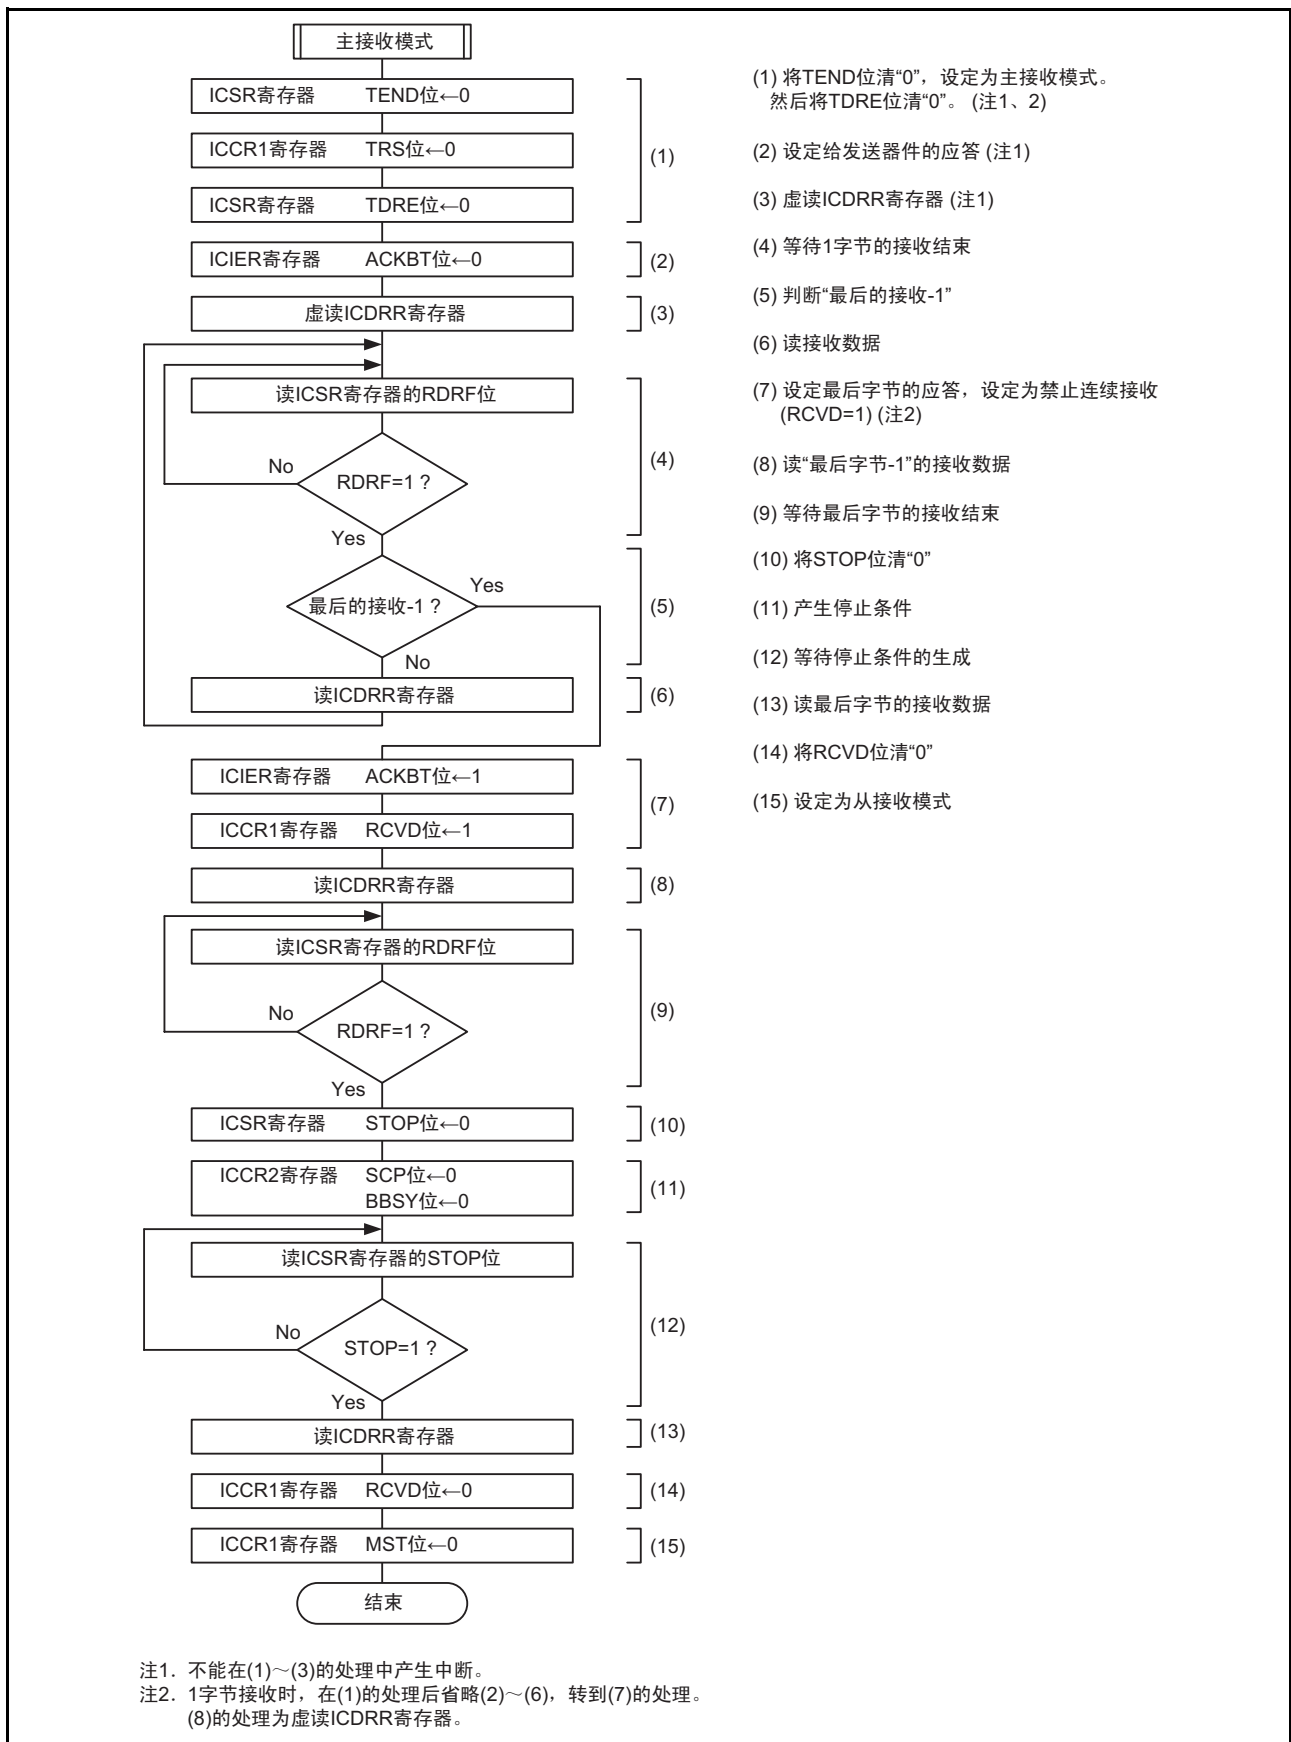 主接收模式
ICSR寄存器 TEND位←0
ICCR1寄存器 TRS位←0
ICSR寄存器 TDRE位←0
(1)
ICIER寄存器 ACKBT位←0
(2)
虚读ICDRR寄存器
(3)
读ICSR寄存器的RDRF位
No
RDRF=1 ?
Yes
(4)
最后的接收-1 ?
Yes
No
(5)
读ICDRR寄存器
(6)
ICIER寄存器 ACKBT位←1
ICCR1寄存器 RCVD位←1
(7)
读ICDRR寄存器
(8)
读ICSR寄存器的RDRF位
No
RDRF=1 ?
Yes
(9)
ICSR寄存器 STOP位←0
(10)
ICCR2寄存器 SCP位←0
BBSY位←0
(11)
读ICSR寄存器的STOP位
No
STOP=1 ?
Yes
(12)
读ICDRR寄存器
(13)
ICCR1寄存器 RCVD位←0
(14)
ICCR1寄存器 MST位←0
(15)
结束
(1) 将TEND位清“0”，设定为主接收模式。
然后将TDRE位清“0”。 (注1、2)
(2) 设定给发送器件的应答 (注1)
(3) 虚读ICDRR寄存器 (注1)
(4) 等待1字节的接收结束
(5) 判断“最后的接收-1”
(6) 读接收数据
(7) 设定最后字节的应答，设定为禁止连续接收
(RCVD=1) (注2)
(8) 读“最后字节-1”的接收数据
(9) 等待最后字节的接收结束
(10) 将STOP位清“0”
(11) 产生停止条件
(12) 等待停止条件的生成
(13) 读最后字节的接收数据
(14) 将RCVD位清“0”
(15) 设定为从接收模式
注1. 不能在(1)～(3)的处理中产生中断。
注2. 1字节接收时，在(1)的处理后省略(2)～(6)，转到(7)的处理。
(8)的处理为虚读ICDRR寄存器。